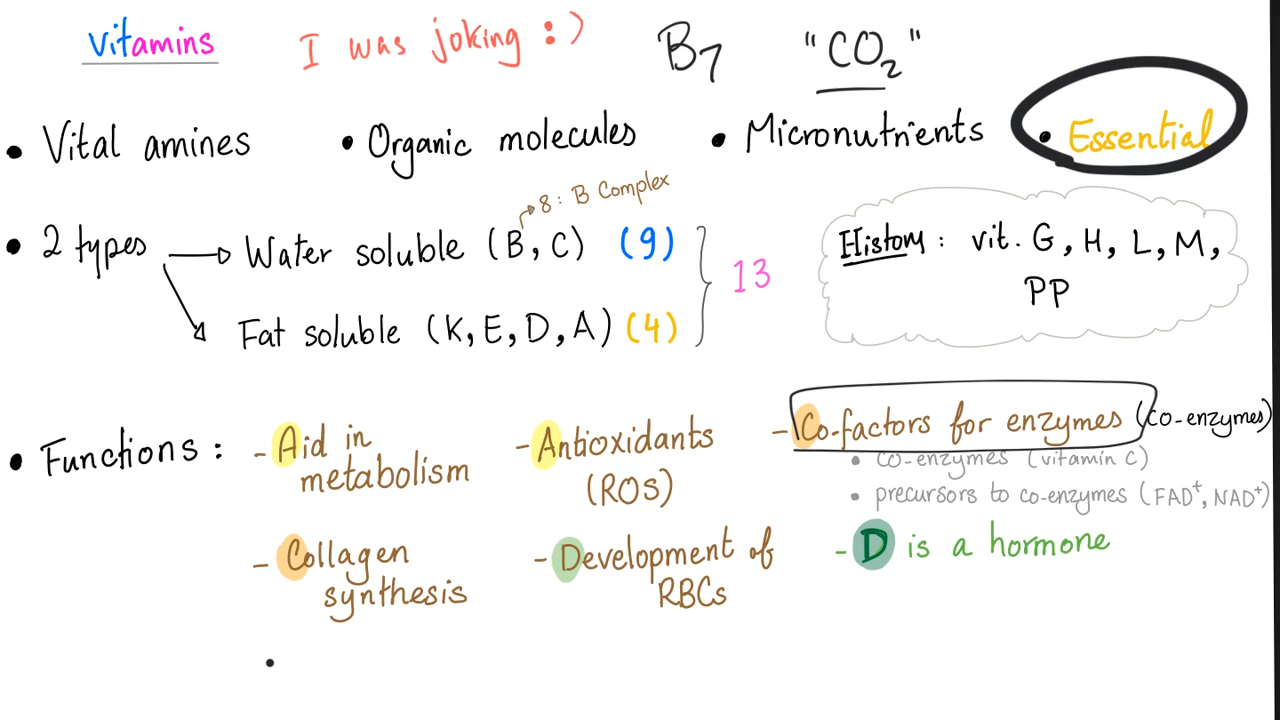 vitamins I was joking :) B7 "CO2"
• Vital amines • Organic molecules • Micronutrients • Essential
8 : B Complex
• 2 types → Water soluble (B, C) (9)
Fat soluble (K, E, D, A) (4)
13
History : vit. G, H, L, M,
PP
• Functions :
- Aid in
metabolism
- Antioxidants
(ROS)
- Co-factors for enzymes (co-enzymes)
• co-enzymes (vitamin C)
• precursors to co-enzymes (FAD+, NAD+)
- Collagen
synthesis
- Development of
RBCs
- D is a hormone